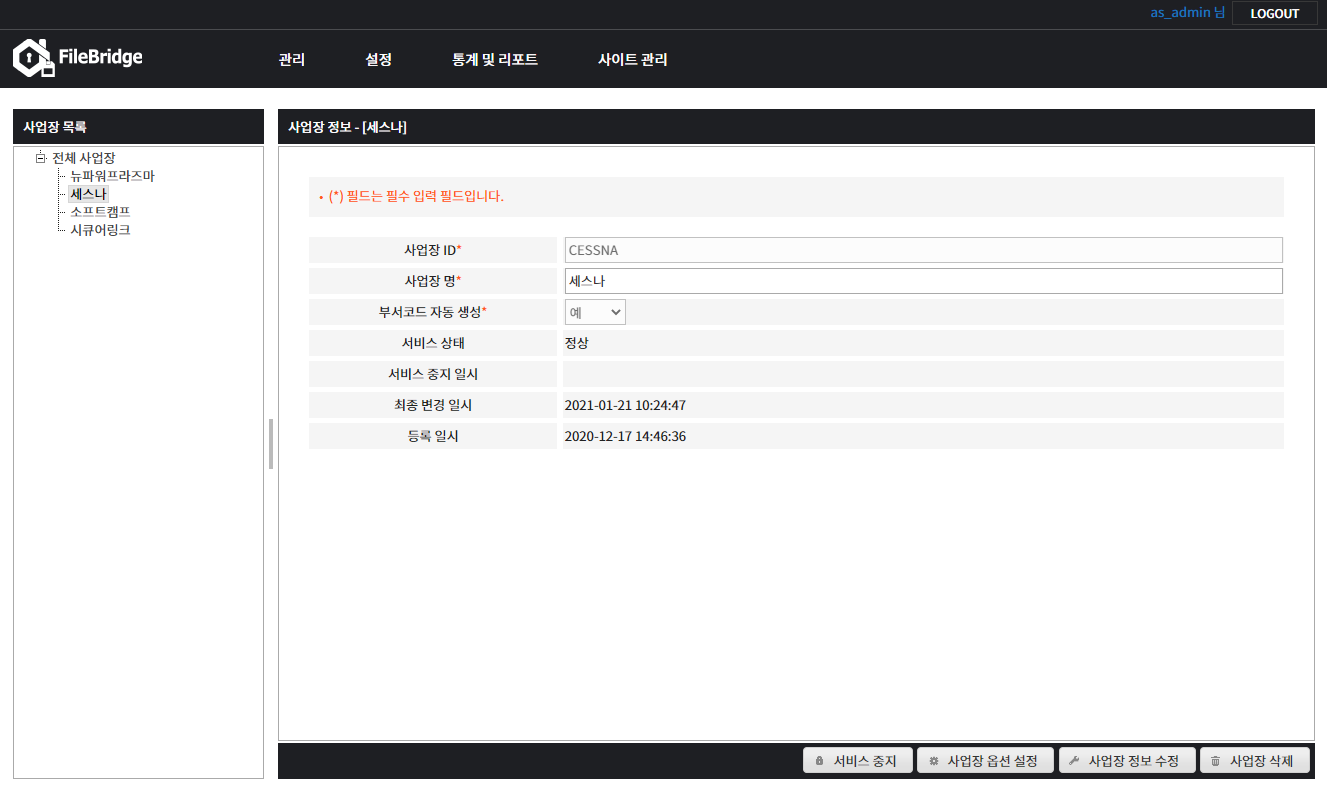 as_admin 님 LOGOUT
FileBridge 관리 설정 통계 및 리포트 사이트 관리
사업장 목록
전체 사업장
뉴파워프라즈마
세스나
소프트캠프
시큐어링크
사업장 정보 - [세스나]
• (*) 필드는 필수 입력 필드입니다.
사업장 ID* CESSNA
사업장 명* 세스나
부서코드 자동 생성* 예
서비스 상태 정상
서비스 중지 일시
최종 변경 일시 2021-01-21 10:24:47
등록 일시 2020-12-17 14:46:36
서비스 중지 사업장 옵션 설정 사업장 정보 수정 사업장 삭제